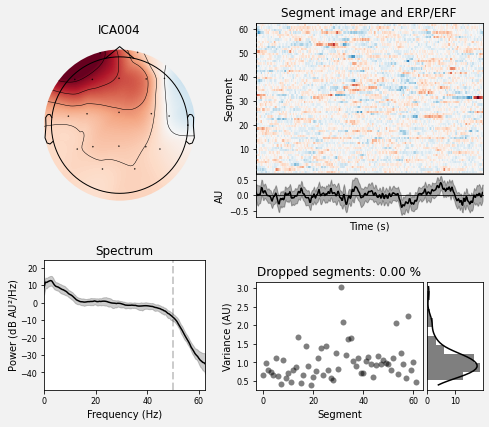 ICA004
Segment image and ERP/ERF
60
50
40
30
20
10
Segment
0.5
0.0
−0.5
AU
Time (s)
Spectrum
20
10
0
−10
−20
−30
−40
Power (dB AU²/Hz)
0 20 40 60
Frequency (Hz)
Dropped segments: 0.00 %
3.0
2.5
2.0
1.5
1.0
0.5
Variance (AU)
0 20 40 60
Segment
0 10